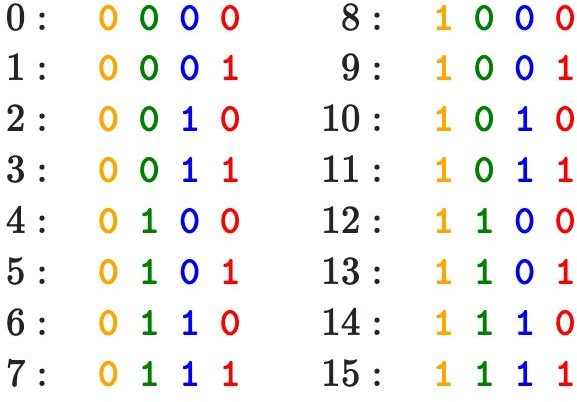 0 : 0 0 0 0 8 : 1 0 0 0
1 : 0 0 0 1 9 : 1 0 0 1
2 : 0 0 1 0 10 : 1 0 1 0
3 : 0 0 1 1 11 : 1 0 1 1
4 : 0 1 0 0 12 : 1 1 0 0
5 : 0 1 0 1 13 : 1 1 0 1
6 : 0 1 1 0 14 : 1 1 1 0
7 : 0 1 1 1 15 : 1 1 1 1